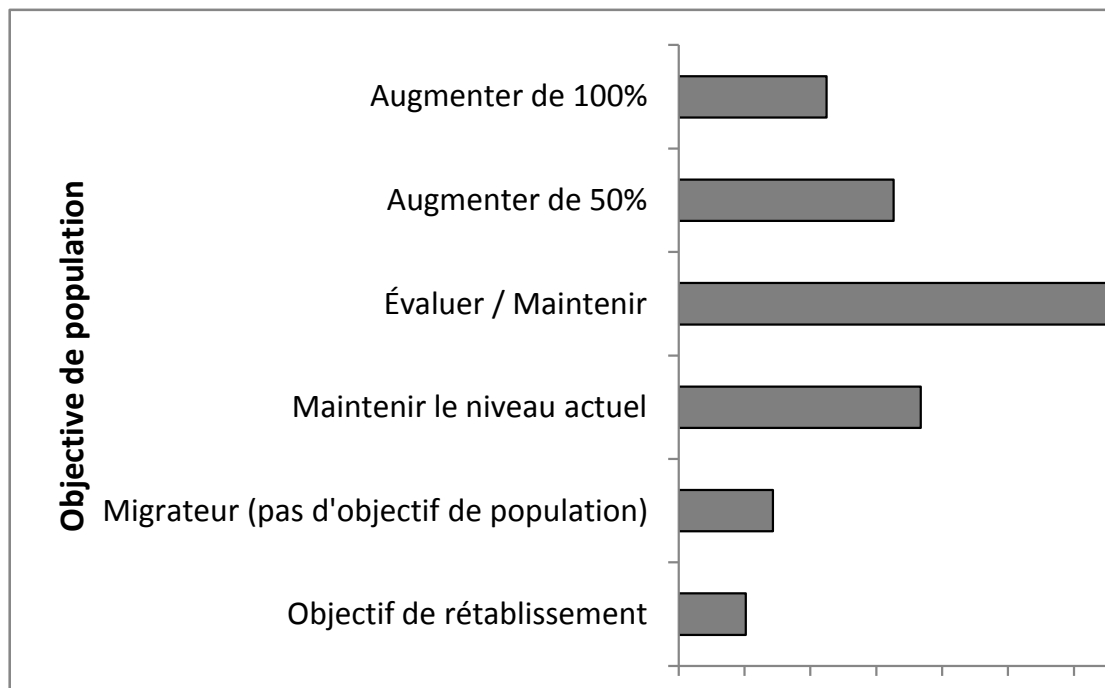 Objective de population
Augmenter de 100%
Augmenter de 50%
Évaluer / Maintenir
Maintenir le niveau actuel
Migrateur (pas d'objectif de population)
Objectif de rétablissement